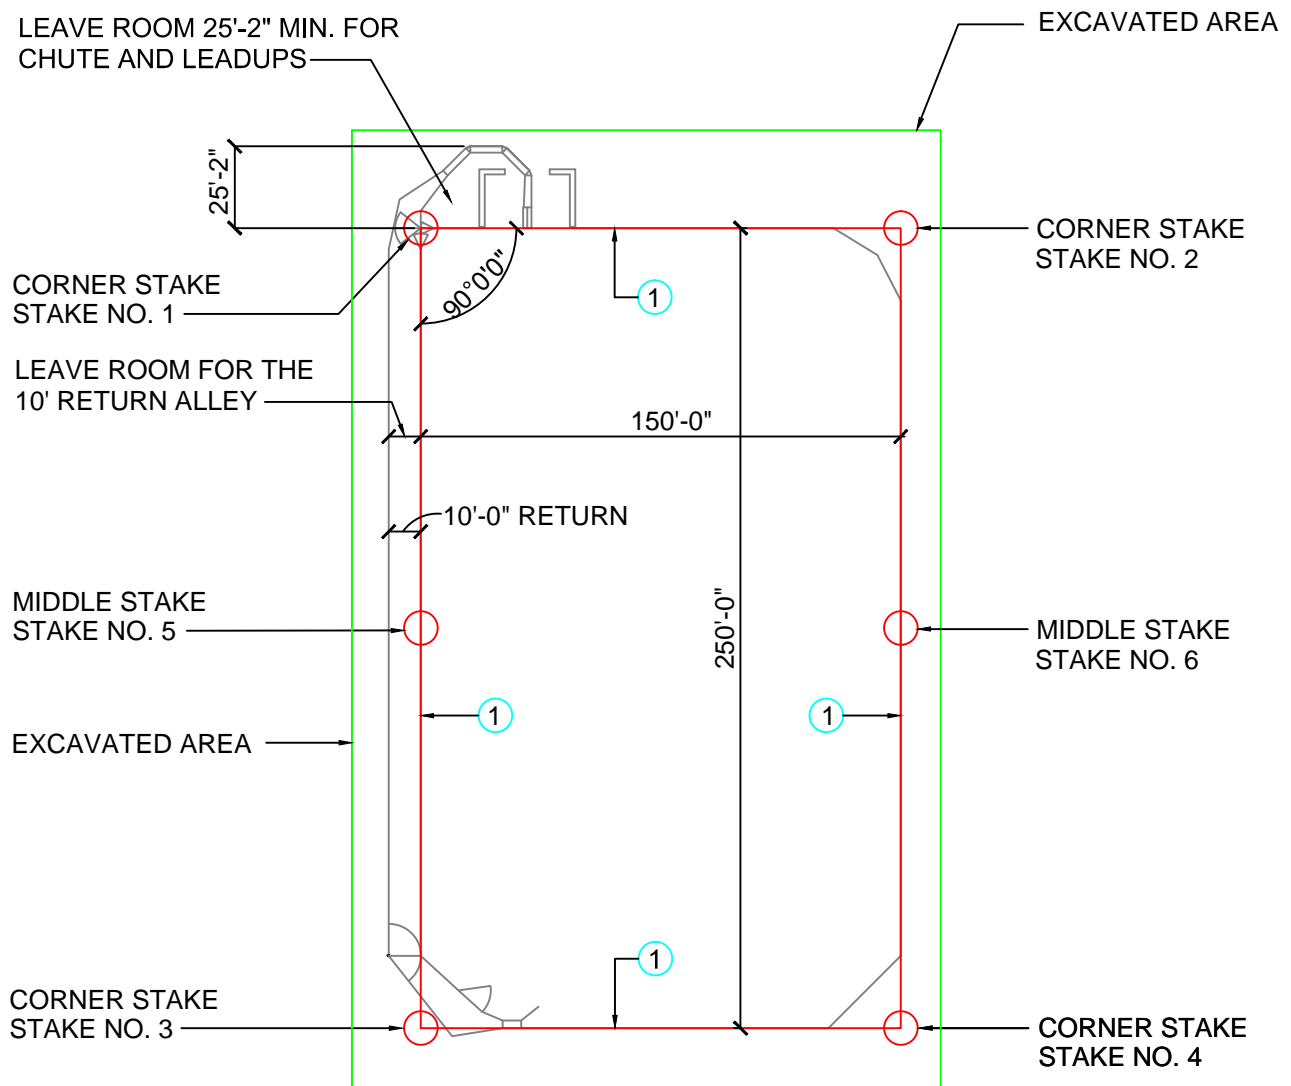 LEAVE ROOM 25'-2" MIN. FOR
CHUTE AND LEADUPS
EXCAVATED AREA
25'-2"
CORNER STAKE
STAKE NO. 2
CORNER STAKE
STAKE NO. 1
90°0'0"
1
LEAVE ROOM FOR THE
10' RETURN ALLEY
150'-0"
10'-0" RETURN
MIDDLE STAKE
STAKE NO. 5
250'-0"
MIDDLE STAKE
STAKE NO. 6
1
1
EXCAVATED AREA
1
CORNER STAKE
STAKE NO. 3
CORNER STAKE
STAKE NO. 4